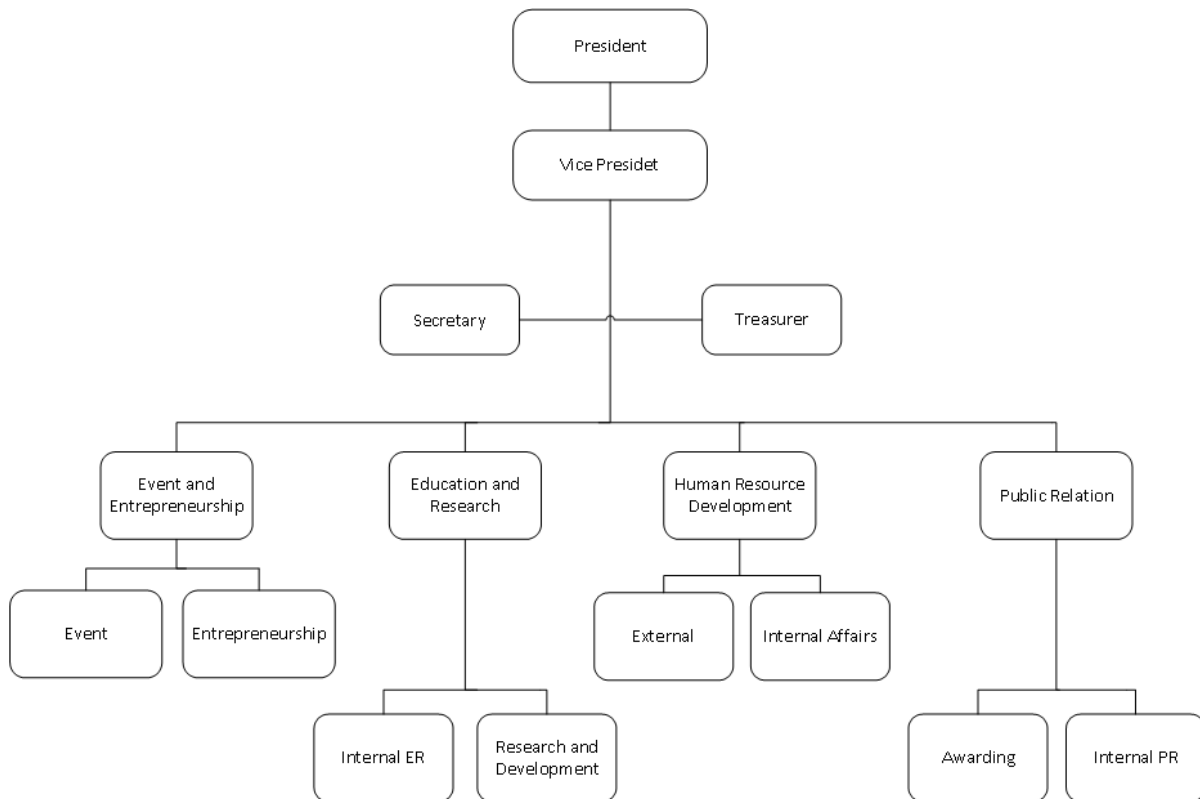 President
Vice Presidet
Secretary
Treasurer
Event and
Entrepreneurship
Education and
Research
Human Resource
Development
Public Relation
Event
Entrepreneurship
External
Internal Affairs
Internal ER
Research and
Development
Awarding
Internal PR